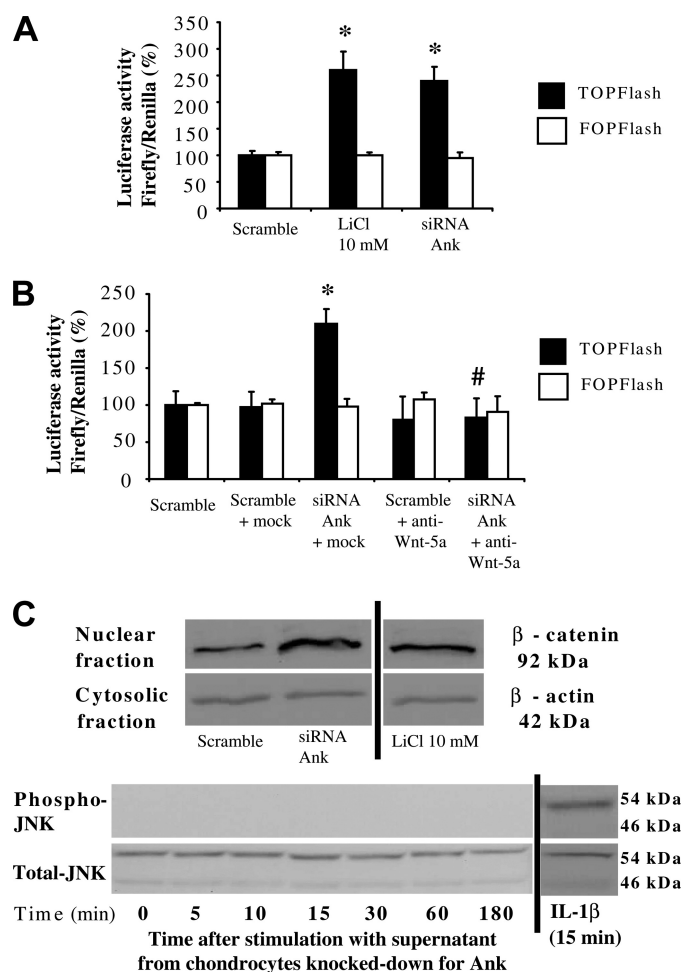 A
Luciferase activity
Firefly/Renilla (%)
350
300
250
200
150
100
50
0
*
*
Scramble
LiCl
10 mM
siRNA
Ank
TOPFlash
FOPFlash
B
Luciferase activity
Firefly/Renilla (%)
250
200
150
100
50
0
*
#
Scramble
Scramble
+ mock
siRNA
Ank
+ mock
Scramble
+ anti-
Wnt-5a
siRNA
Ank
+ anti-
Wnt-5a
TOPFlash
FOPFlash
C
Nuclear
fraction
β - catenin
92 kDa
Cytosolic
fraction
β - actin
42 kDa
Scramble
siRNA
Ank
LiCl 10 mM
Phospho-
JNK
54 kDa
46 kDa
Total-JNK
54 kDa
46 kDa
Time (min) 0 5 10 15 30 60 180
IL-1β
(15 min)
Time after stimulation with supernatant
from chondrocytes knocked-down for Ank